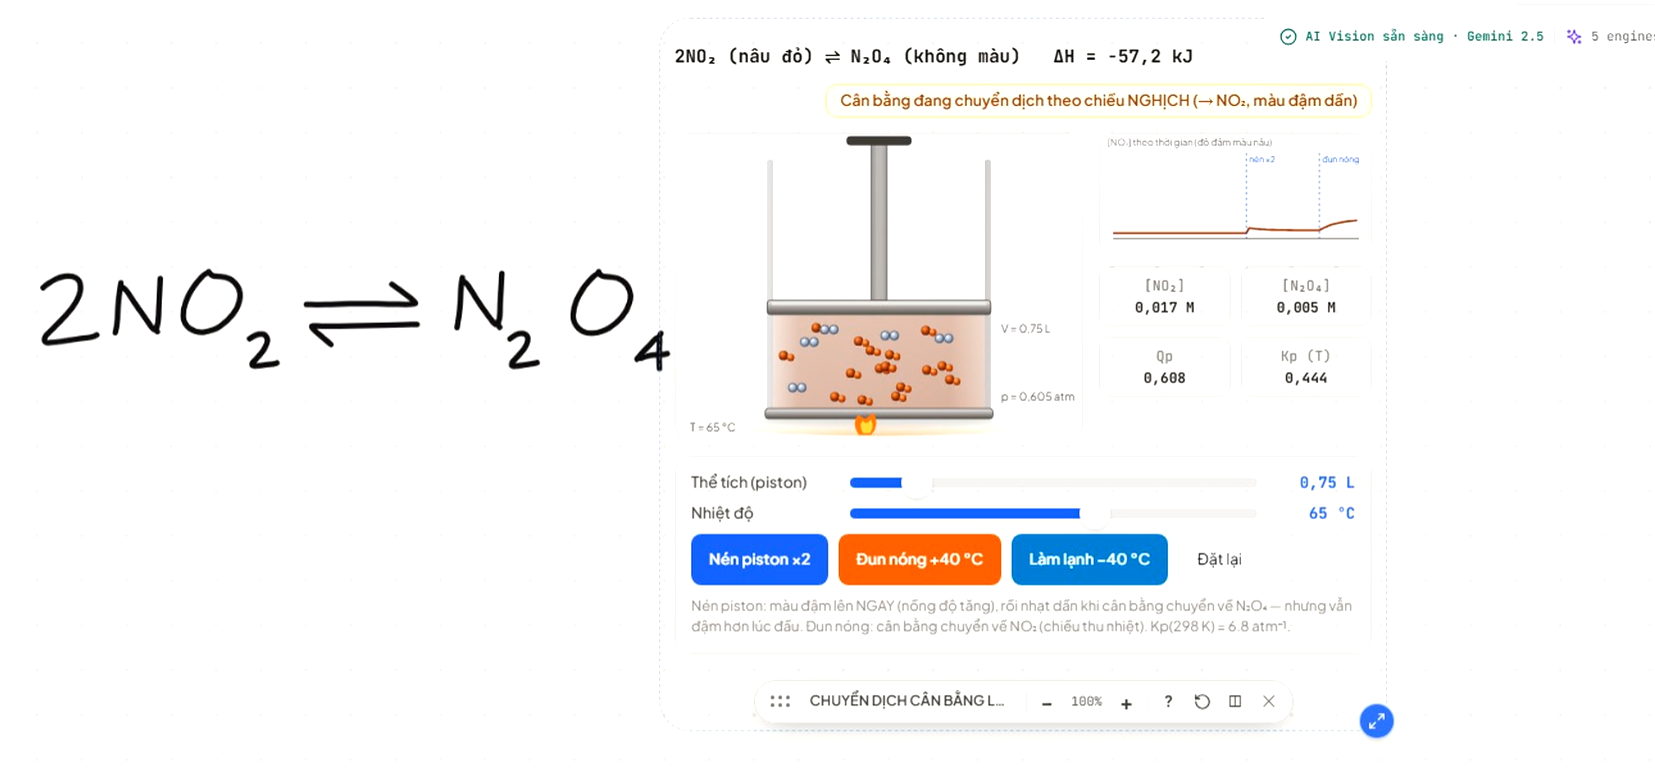 AI Vision sẵn sàng · Gemini 2.5
5 engines
2NO₂ (nâu đỏ) ⇌ N₂O₄ (không màu) ΔH = -57,2 kJ
Cân bằng đang chuyển dịch theo chiều NGHỊCH (→ NO₂, màu đậm dần)
[NO₂] theo thời gian (độ đậm màu nâu)
nén ×2
đun nóng
2NO₂ ⇌ N₂O₄
V = 0,75 L
p = 0,605 atm
T = 65 °C
[NO₂]
0,017 M
[N₂O₄]
0,005 M
Qp
0,608
Kp (T)
0,444
Thể tích (piston) 0,75 L
Nhiệt độ 65 °C
Nén piston ×2
Đun nóng +40 °C
Làm lạnh −40 °C
Đặt lại
Nén piston: màu đậm lên NGAY (nồng độ tăng), rồi nhạt dần khi cân bằng chuyển về N₂O₄ — nhưng vẫn
đậm hơn lúc đầu. Đun nóng: cân bằng chuyển về NO₂ (chiều thu nhiệt). Kp(298 K) = 6.8 atm⁻¹.
CHUYỂN DỊCH CÂN BẰNG L...
− 100% + ?